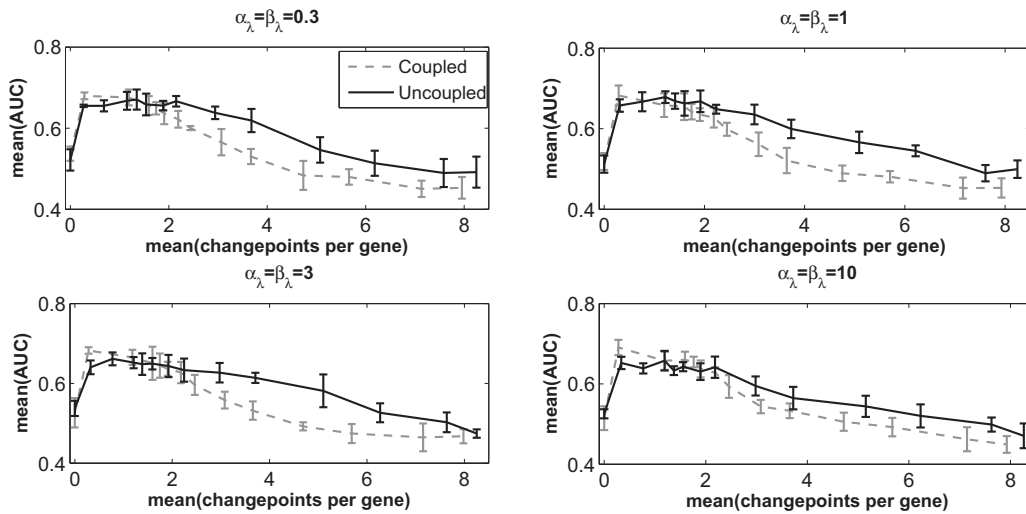 α_λ=β_λ=0.3
0.8
0.6
0.4
mean(AUC)
Coupled
Uncoupled
0 2 4 6 8
mean(changepoints per gene)
α_λ=β_λ=1
0.8
0.6
0.4
mean(AUC)
0 2 4 6 8
mean(changepoints per gene)
α_λ=β_λ=3
0.8
0.6
0.4
mean(AUC)
0 2 4 6 8
mean(changepoints per gene)
α_λ=β_λ=10
0.8
0.6
0.4
mean(AUC)
0 2 4 6 8
mean(changepoints per gene)